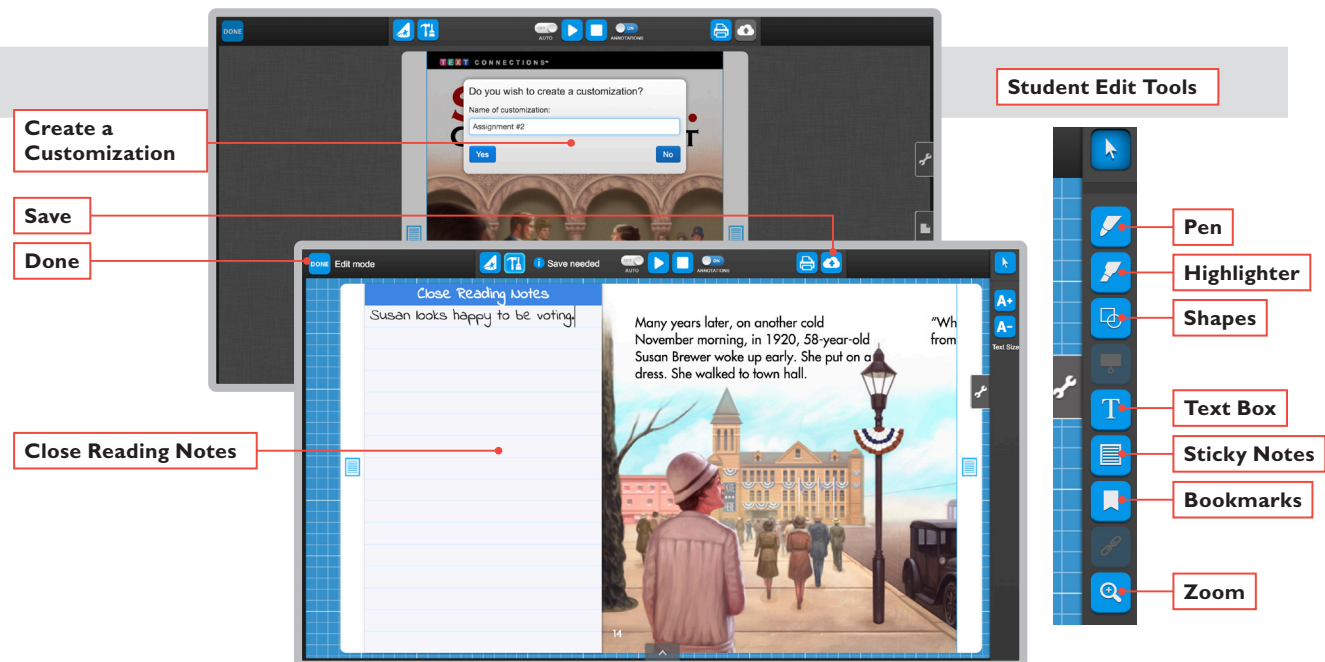 DONE
AUTO
ON
ANNOTATIONS
TEXT CONNECTIONS
Do you wish to create a customization?
Name of customization:
Assignment #2
Yes
No
Student Edit Tools
Create a
Customization
Save
Done
DONE
Edit mode
Save needed
AUTO
ON
ANNOTATIONS
Close Reading Notes
Susan looks happy to be voting.
Many years later, on another cold
November morning, in 1920, 58-year-old
Susan Brewer woke up early. She put on a
dress. She walked to town hall.
"Wh
from
14
A+
A-
Text Size
Close Reading Notes
Pen
Highlighter
Shapes
T
Text Box
Sticky Notes
Bookmarks
Zoom